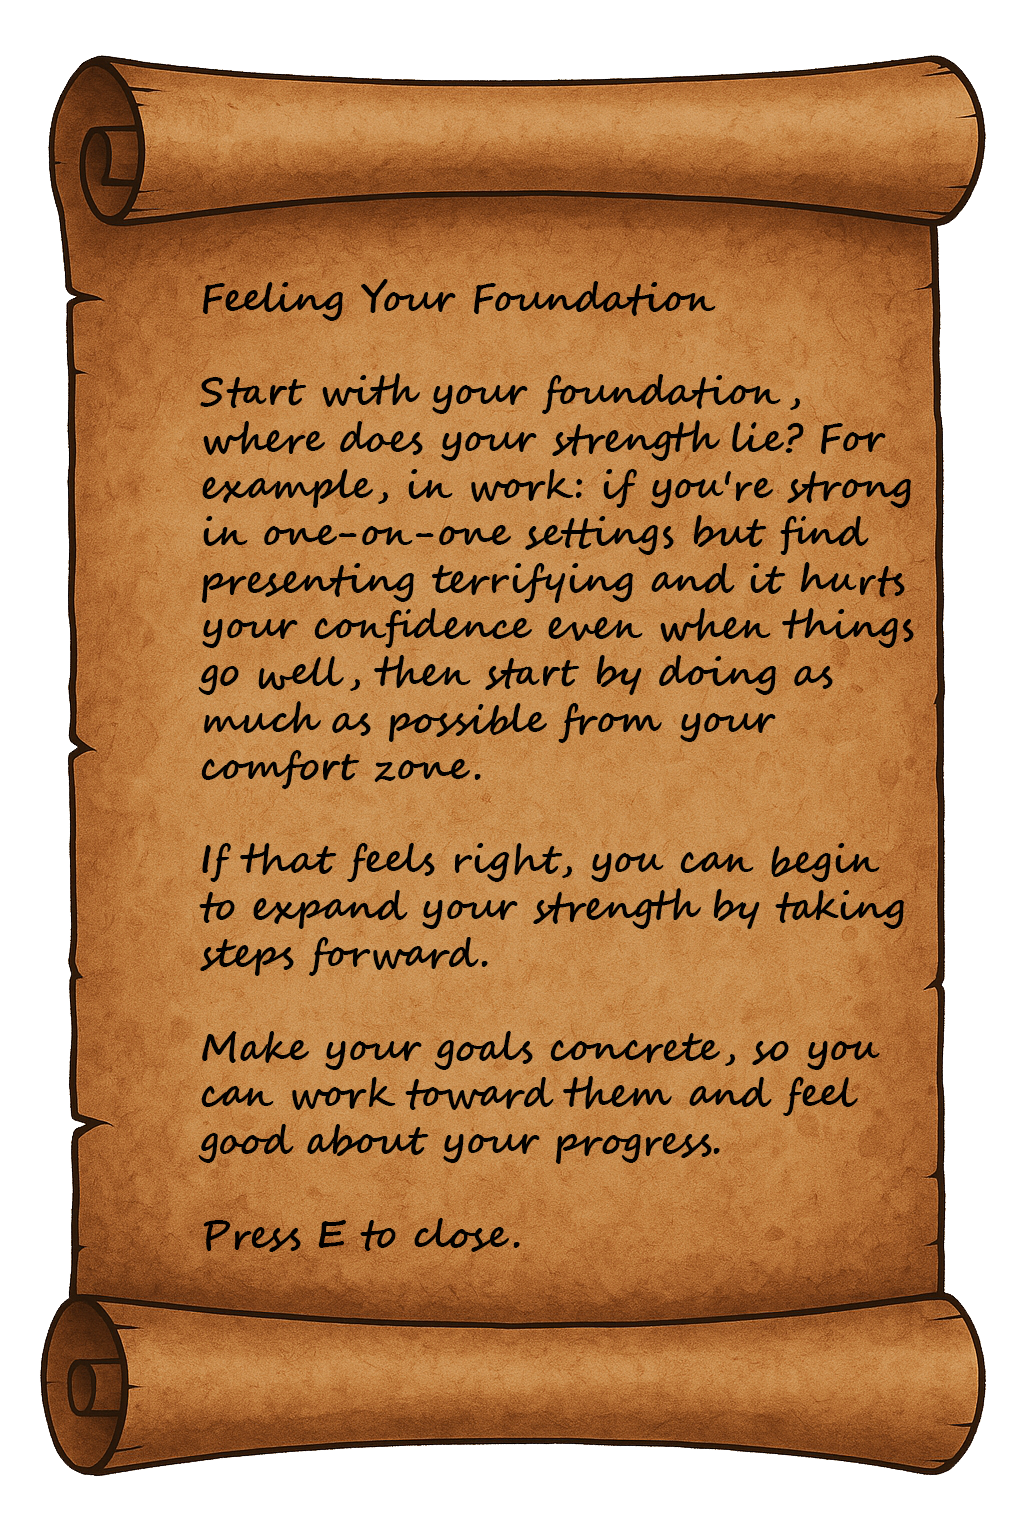 Feeling Your Foundation
Start with your foundation,
where does your strength lie? For
example, in work: if you're strong
in one-on-one settings but find
presenting terrifying and it hurts
your confidence even when things
go well, then start by doing as
much as possible from your
comfort zone.
If that feels right, you can begin
to expand your strength by taking
steps forward.
Make your goals concrete, so you
can work toward them and feel
good about your progress.
Press E to close.